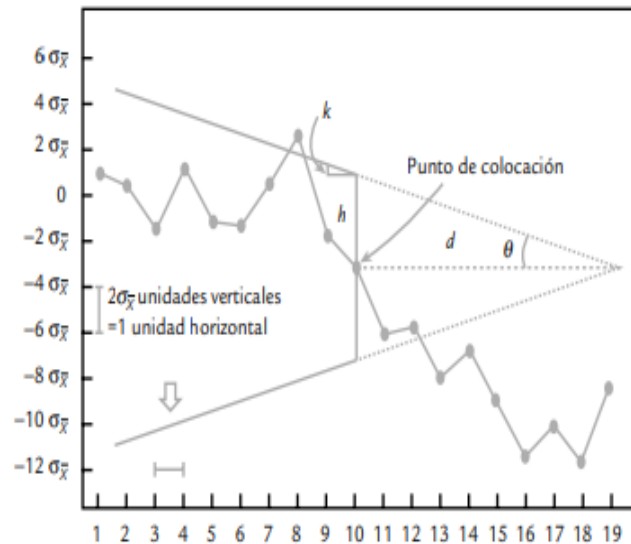 6 σx̄
4 σx̄
2 σx̄
0
−2 σx̄
−4 σx̄
−6 σx̄
−8 σx̄
−10 σx̄
−12 σx̄
k
Punto de colocación
h
d
θ
2σx̄ unidades verticales
=1 unidad horizontal
1 2 3 4 5 6 7 8 9 10 11 12 13 14 15 16 17 18 19